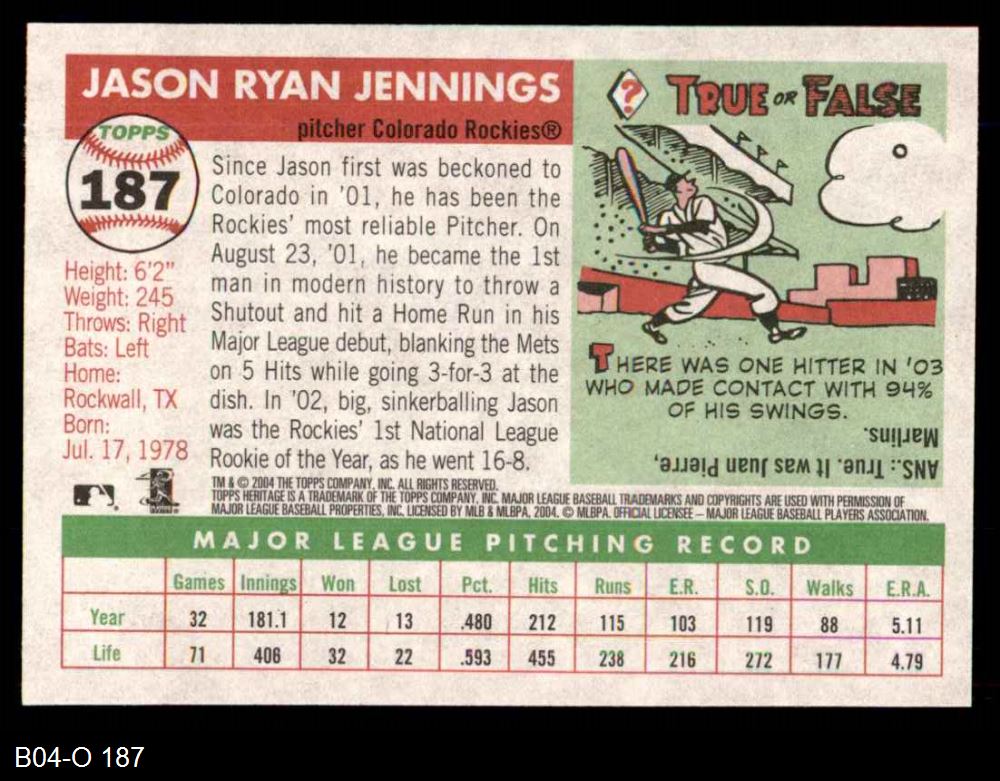 JASON RYAN JENNINGS
pitcher Colorado Rockies®
TOPPS
187
Height: 6'2"
Weight: 245
Throws: Right
Bats: Left
Home:
Rockwall, TX
Born:
Jul. 17, 1978
Since Jason first was beckoned to
Colorado in '01, he has been the
Rockies' most reliable Pitcher. On
August 23, '01, he became the 1st
man in modern history to throw a
Shutout and hit a Home Run in his
Major League debut, blanking the Mets
on 5 Hits while going 3-for-3 at the
dish. In '02, big, sinkerballing Jason
was the Rockies' 1st National League
Rookie of the Year, as he went 16-8.
? TRUE OR FALSE
THERE WAS ONE HITTER IN '03
WHO MADE CONTACT WITH 94%
OF HIS SWINGS.
ANS.: True. It was Juan Pierre,
Marlins.
TM & © 2004 THE TOPPS COMPANY, INC. ALL RIGHTS RESERVED.
TOPPS HERITAGE IS A TRADEMARK OF THE TOPPS COMPANY, INC. MAJOR LEAGUE BASEBALL TRADEMARKS AND COPYRIGHTS ARE USED WITH PERMISSION OF
MAJOR LEAGUE BASEBALL PROPERTIES, INC. LICENSED BY MLB & MLBPA. 2004. © MLBPA. OFFICIAL LICENSEE – MAJOR LEAGUE BASEBALL PLAYERS ASSOCIATION.
MAJOR LEAGUE PITCHING RECORD
Games Innings Won Lost Pct. Hits Runs E.R. S.O. Walks E.R.A.
Year 32 181.1 12 13 .480 212 115 103 119 88 5.11
Life 71 406 32 22 .593 455 238 216 272 177 4.79
B04-O 187